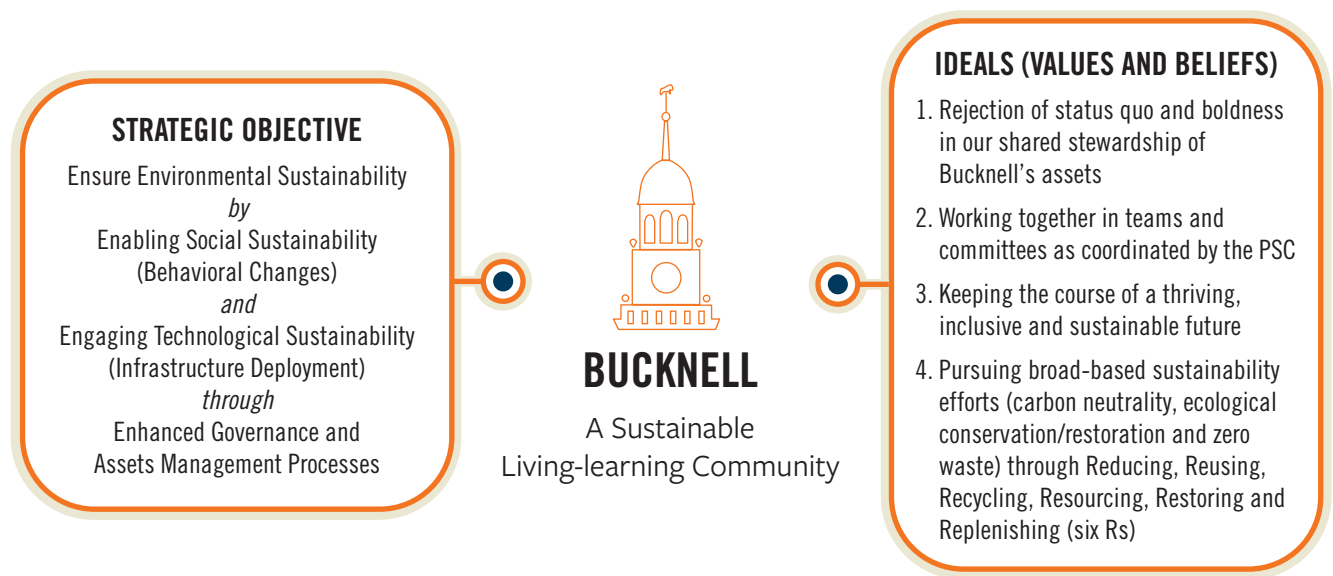 STRATEGIC OBJECTIVE
Ensure Environmental Sustainability
by
Enabling Social Sustainability
(Behavioral Changes)
and
Engaging Technological Sustainability
(Infrastructure Deployment)
through
Enhanced Governance and
Assets Management Processes
BUCKNELL
A Sustainable
Living-learning Community
IDEALS (VALUES AND BELIEFS)
1. Rejection of status quo and boldness
in our shared stewardship of
Bucknell’s assets
2. Working together in teams and
committees as coordinated by the PSC
3. Keeping the course of a thriving,
inclusive and sustainable future
4. Pursuing broad-based sustainability
efforts (carbon neutrality, ecological
conservation/restoration and zero
waste) through Reducing, Reusing,
Recycling, Resourcing, Restoring and
Replenishing (six Rs)